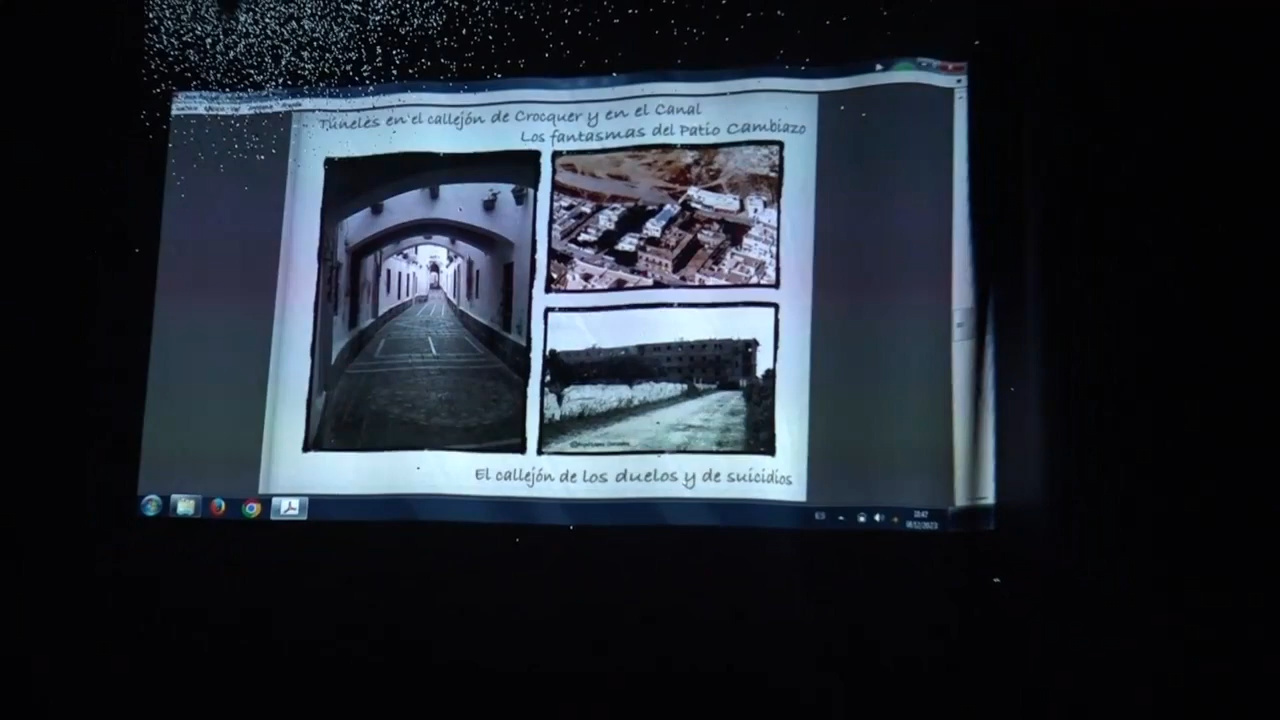 Túneles en el callejón de Crocquer y en el Canal
Los fantasmas del Patio Cambiazo
El callejón de los duelos y de suicidios